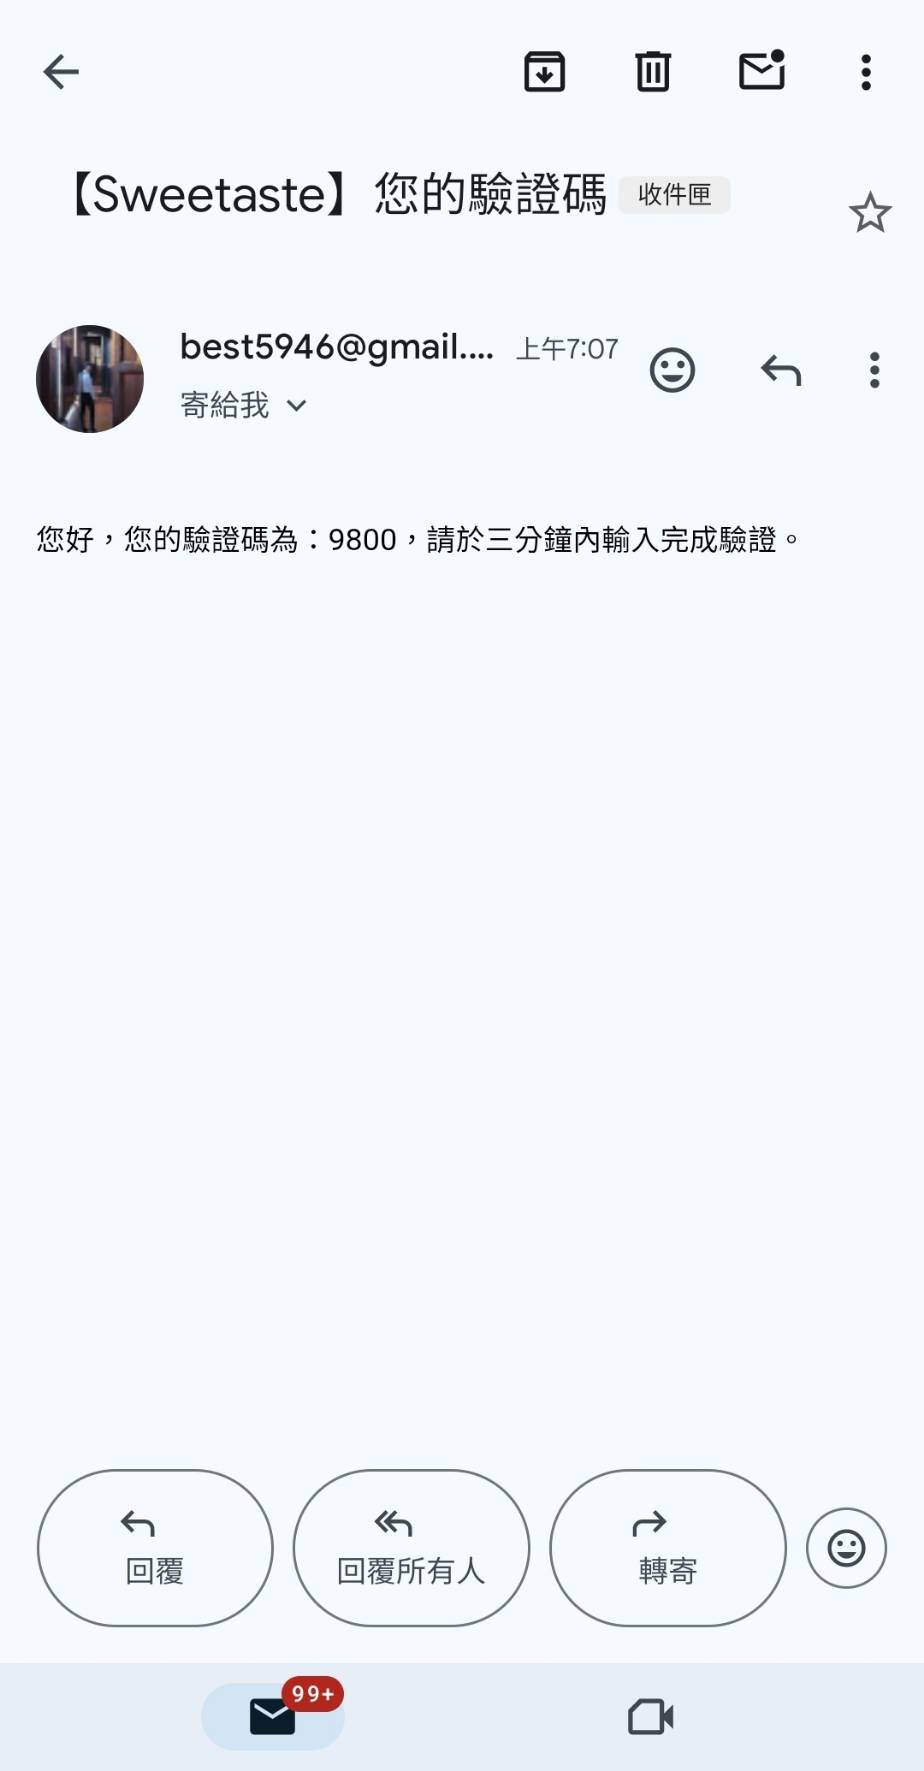 【Sweetaste】您的驗證碼 收件匣
best5946@gmail.... 上午7:07
寄給我
您好，您的驗證碼為：9800，請於三分鐘內輸入完成驗證。
回覆
回覆所有人
轉寄
99+